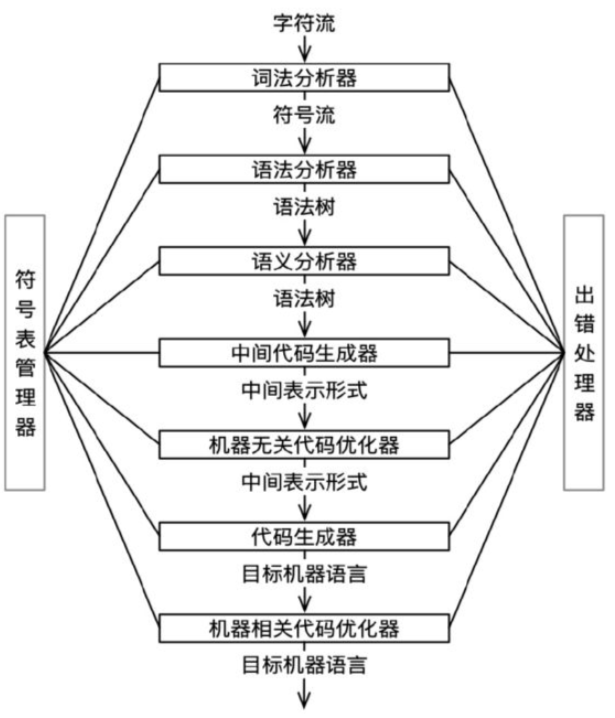 字符流
词法分析器
符号流
语法分析器
语法树
语义分析器
语法树
中间代码生成器
中间表示形式
机器无关代码优化器
中间表示形式
代码生成器
目标机器语言
机器相关代码优化器
目标机器语言
符号表管理器
出错处理器